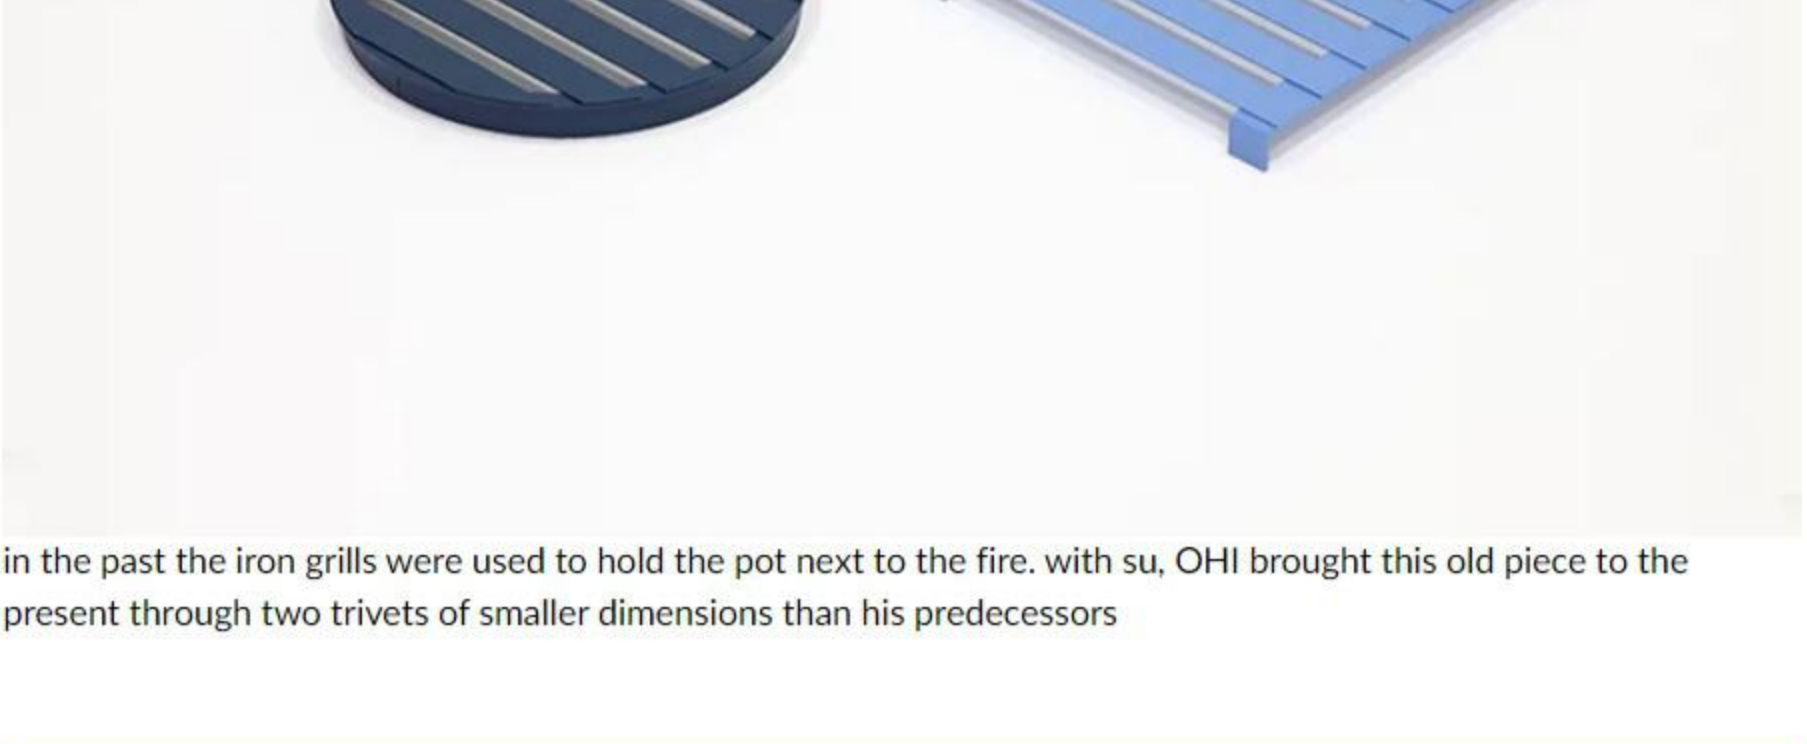 in the past the iron grills were used to hold the pot next to the fire. with su, OHI brought this old piece to the
present through two trivets of smaller dimensions than his predecessors